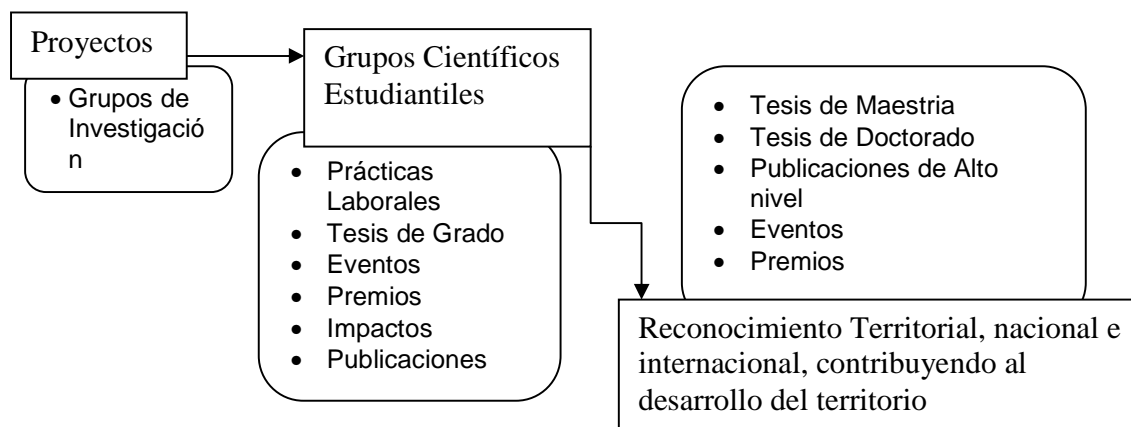 Proyectos
• Grupos de
Investigació
n
Grupos Científicos
Estudiantiles
• Prácticas
Laborales
• Tesis de Grado
• Eventos
• Premios
• Impactos
• Publicaciones
• Tesis de Maestria
• Tesis de Doctorado
• Publicaciones de Alto
nivel
• Eventos
• Premios
Reconocimiento Territorial, nacional e
internacional, contribuyendo al
desarrollo del territorio